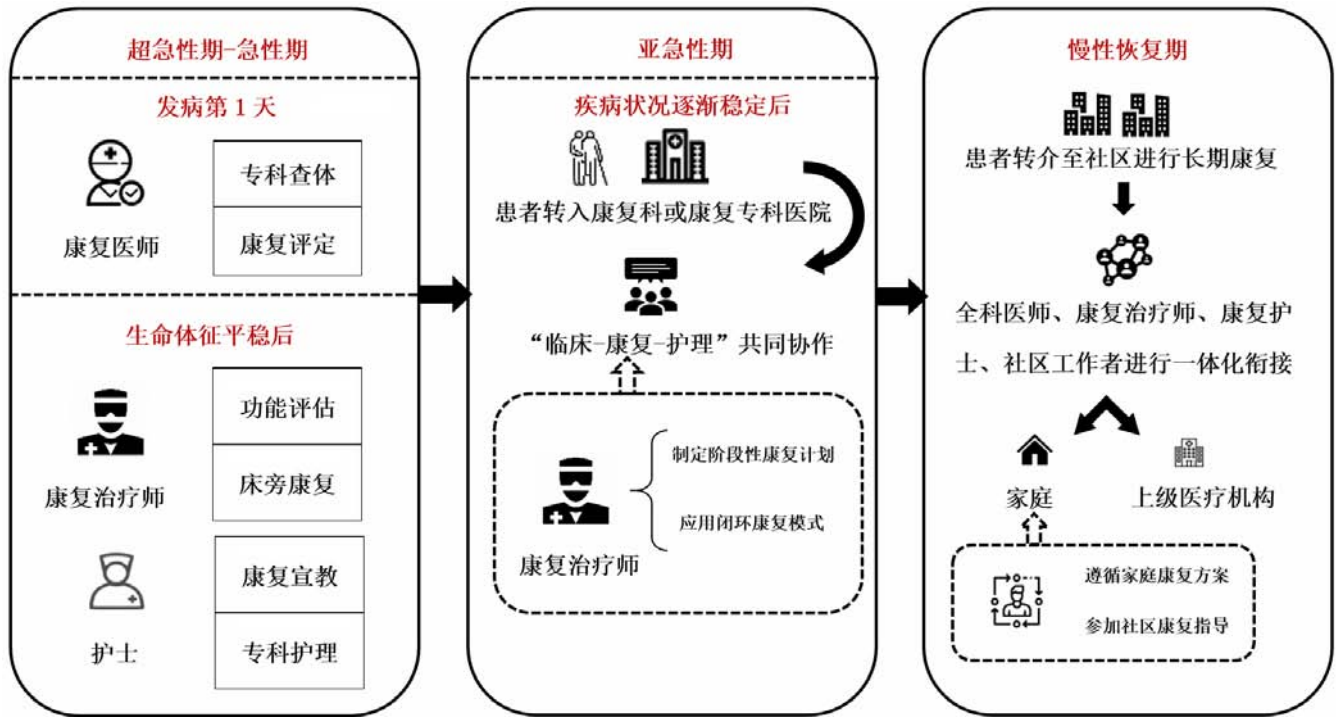 超急性期-急性期
发病第 1 天
专科查体
康复评定
康复医师
生命体征平稳后
功能评估
床旁康复
康复治疗师
康复宣教
专科护理
护士
亚急性期
疾病状况逐渐稳定后
患者转入康复科或康复专科医院
“临床-康复-护理”共同协作
制定阶段性康复计划
应用闭环康复模式
康复治疗师
慢性恢复期
患者转介至社区进行长期康复
全科医师、康复治疗师、康复护
士、社区工作者进行一体化衔接
家庭
上级医疗机构
遵循家庭康复方案
参加社区康复指导